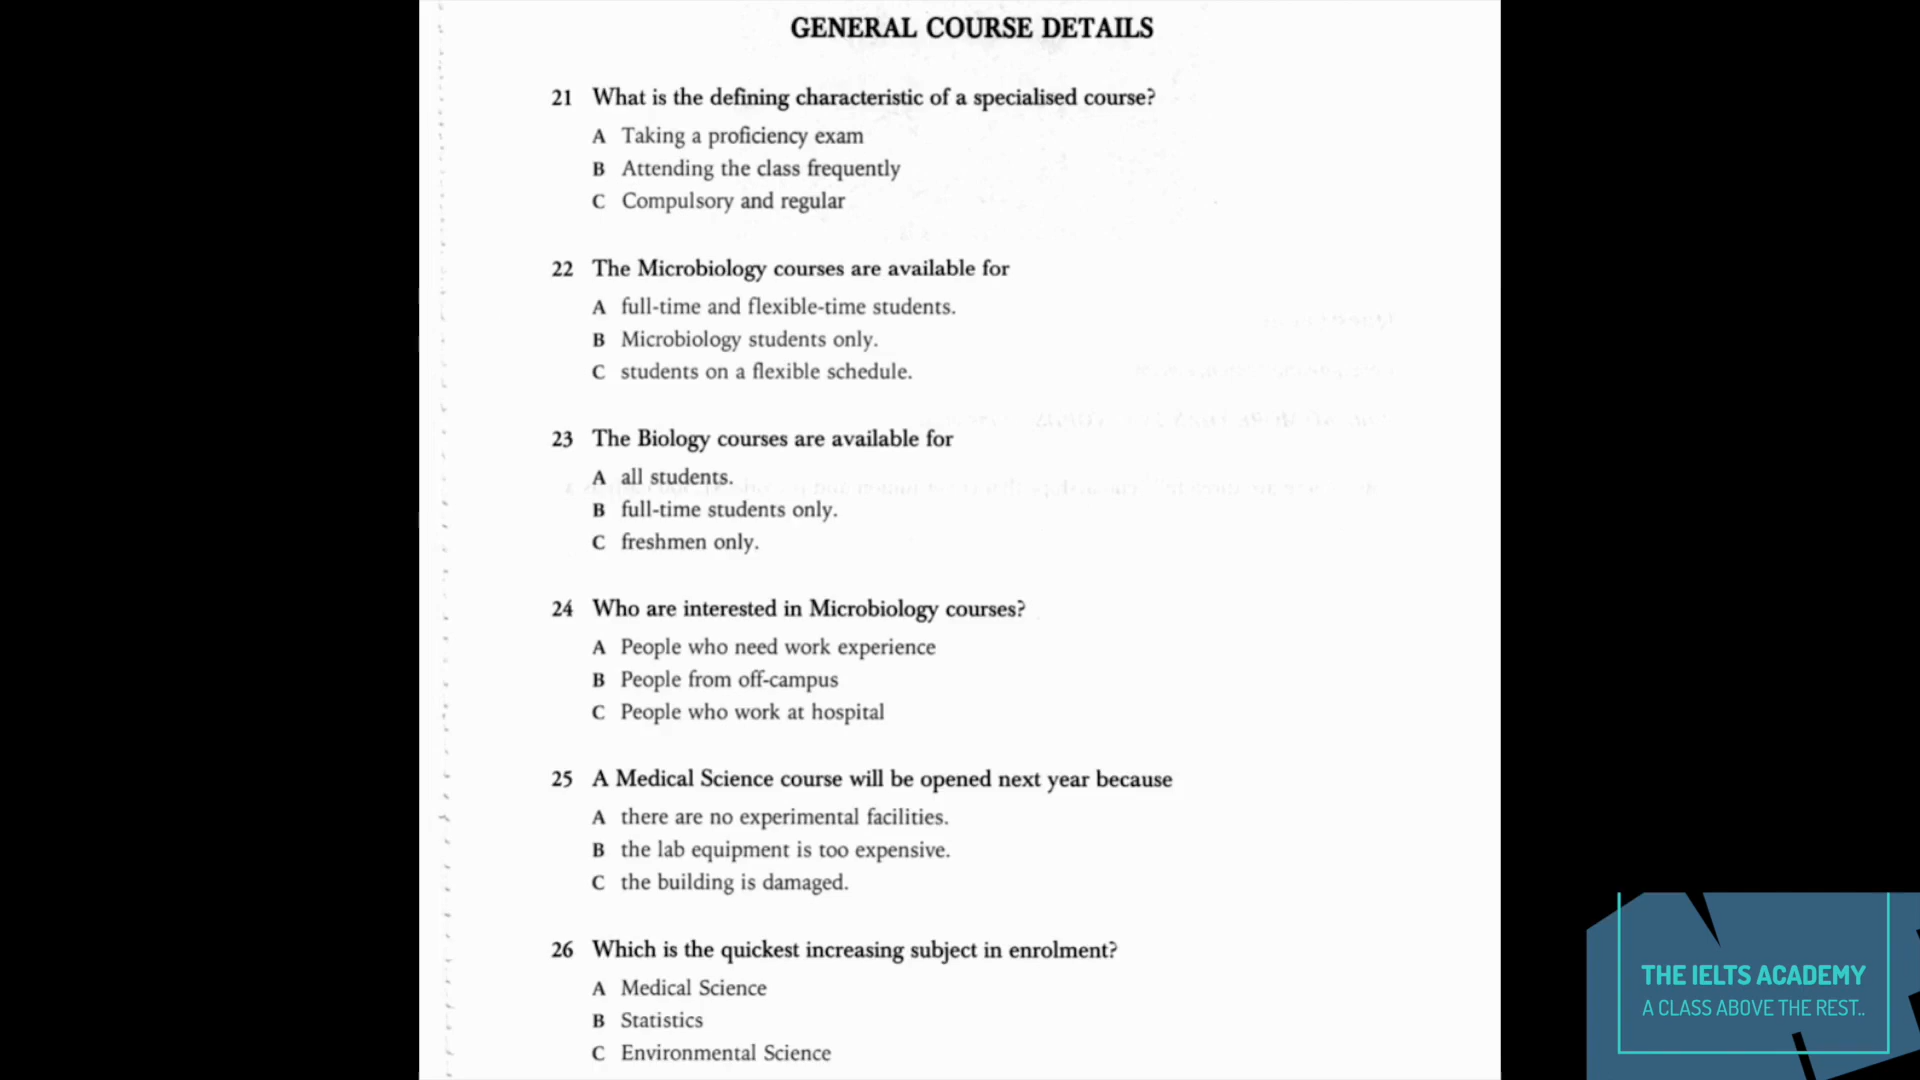 GENERAL COURSE DETAILS
21 What is the defining characteristic of a specialised course?
A Taking a proficiency exam
B Attending the class frequently
C Compulsory and regular
22 The Microbiology courses are available for
A full-time and flexible-time students.
B Microbiology students only.
C students on a flexible schedule.
23 The Biology courses are available for
A all students.
B full-time students only.
C freshmen only.
24 Who are interested in Microbiology courses?
A People who need work experience
B People from off-campus
C People who work at hospital
25 A Medical Science course will be opened next year because
A there are no experimental facilities.
B the lab equipment is too expensive.
C the building is damaged.
26 Which is the quickest increasing subject in enrolment?
A Medical Science
B Statistics
C Environmental Science
THE IELTS ACADEMY
A CLASS ABOVE THE REST..